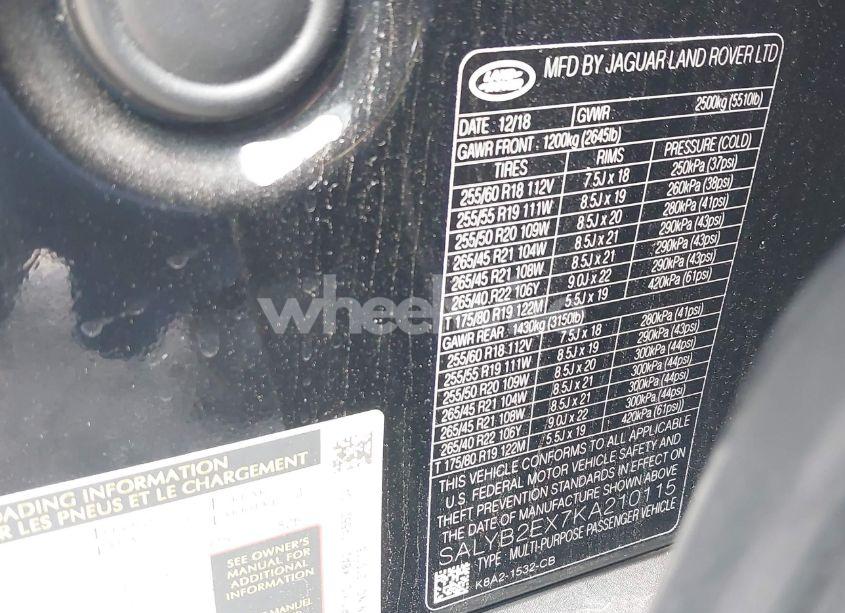 LAND ROVER
MFD BY JAGUAR LAND ROVER LTD
DATE : 12/18 GVWR 2500kg (5510lb)
GAWR FRONT : 1200kg (2645lb)
TIRES RIMS PRESSURE (COLD)
255/60 R18 112V 7.5J x 18 250kPa (37psi)
255/55 R19 111W 8.5J x 19 260kPa (38psi)
255/50 R20 109W 8.5J x 20 280kPa (41psi)
265/45 R21 104W 8.5J x 21 290kPa (43psi)
265/45 R21 108W 8.5J x 21 290kPa (43psi)
265/40 R22 106Y 9.0J x 22 290kPa (43psi)
T 175/80 R19 122M 5.5J x 19 420kPa (61psi)
GAWR REAR: 1430kg (3150lb)
255/60 R18 112V 7.5J x 18 280kPa (41psi)
255/55 R19 111W 8.5J x 19 290kPa (43psi)
255/50 R20 109W 8.5J x 20 300kPa (44psi)
265/45 R21 104W 8.5J x 21 300kPa (44psi)
265/45 R21 108W 8.5J x 21 300kPa (44psi)
265/40 R22 106Y 9.0J x 22 300kPa (44psi)
T 175/80 R19 122M 5.5J x 19 420kPa (61psi)
THIS VEHICLE CONFORMS TO ALL APPLICABLE
U.S. FEDERAL MOTOR VEHICLE SAFETY AND
THEFT PREVENTION STANDARDS IN EFFECT ON
THE DATE OF MANUFACTURE SHOWN ABOVE
SALYB2EX7KA210115
TYPE : MULTI-PURPOSE PASSENGER VEHICLE
K8A2-1532-CB
whee
INFORMATION
LES PNEUS ET LE CHARGEMENT
SEE OWNER'S
MANUAL FOR
ADDITIONAL
INFORMATION